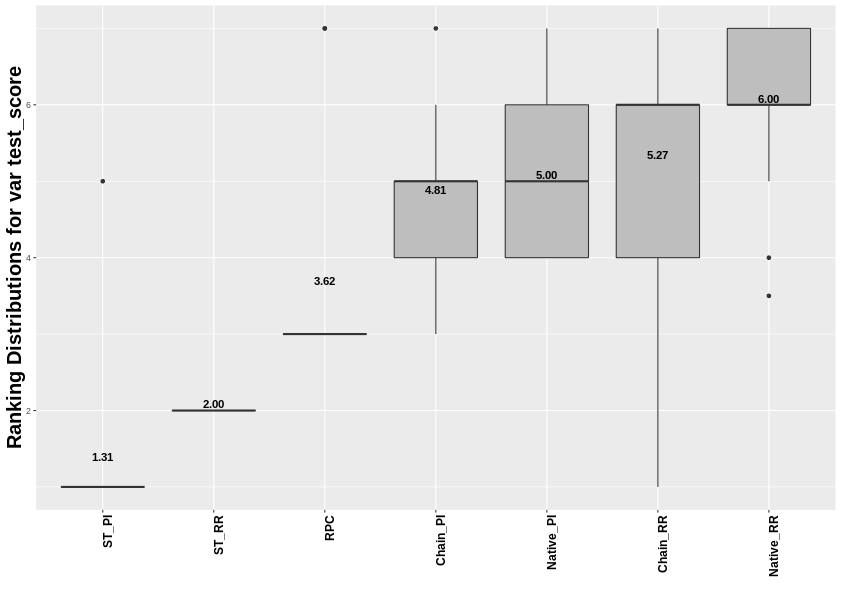 Ranking Distributions for var test_score
6
4
2
1.31
2.00
3.62
4.81
5.00
5.27
6.00
ST_PI
ST_RR
RPC
Chain_PI
Native_PI
Chain_RR
Native_RR